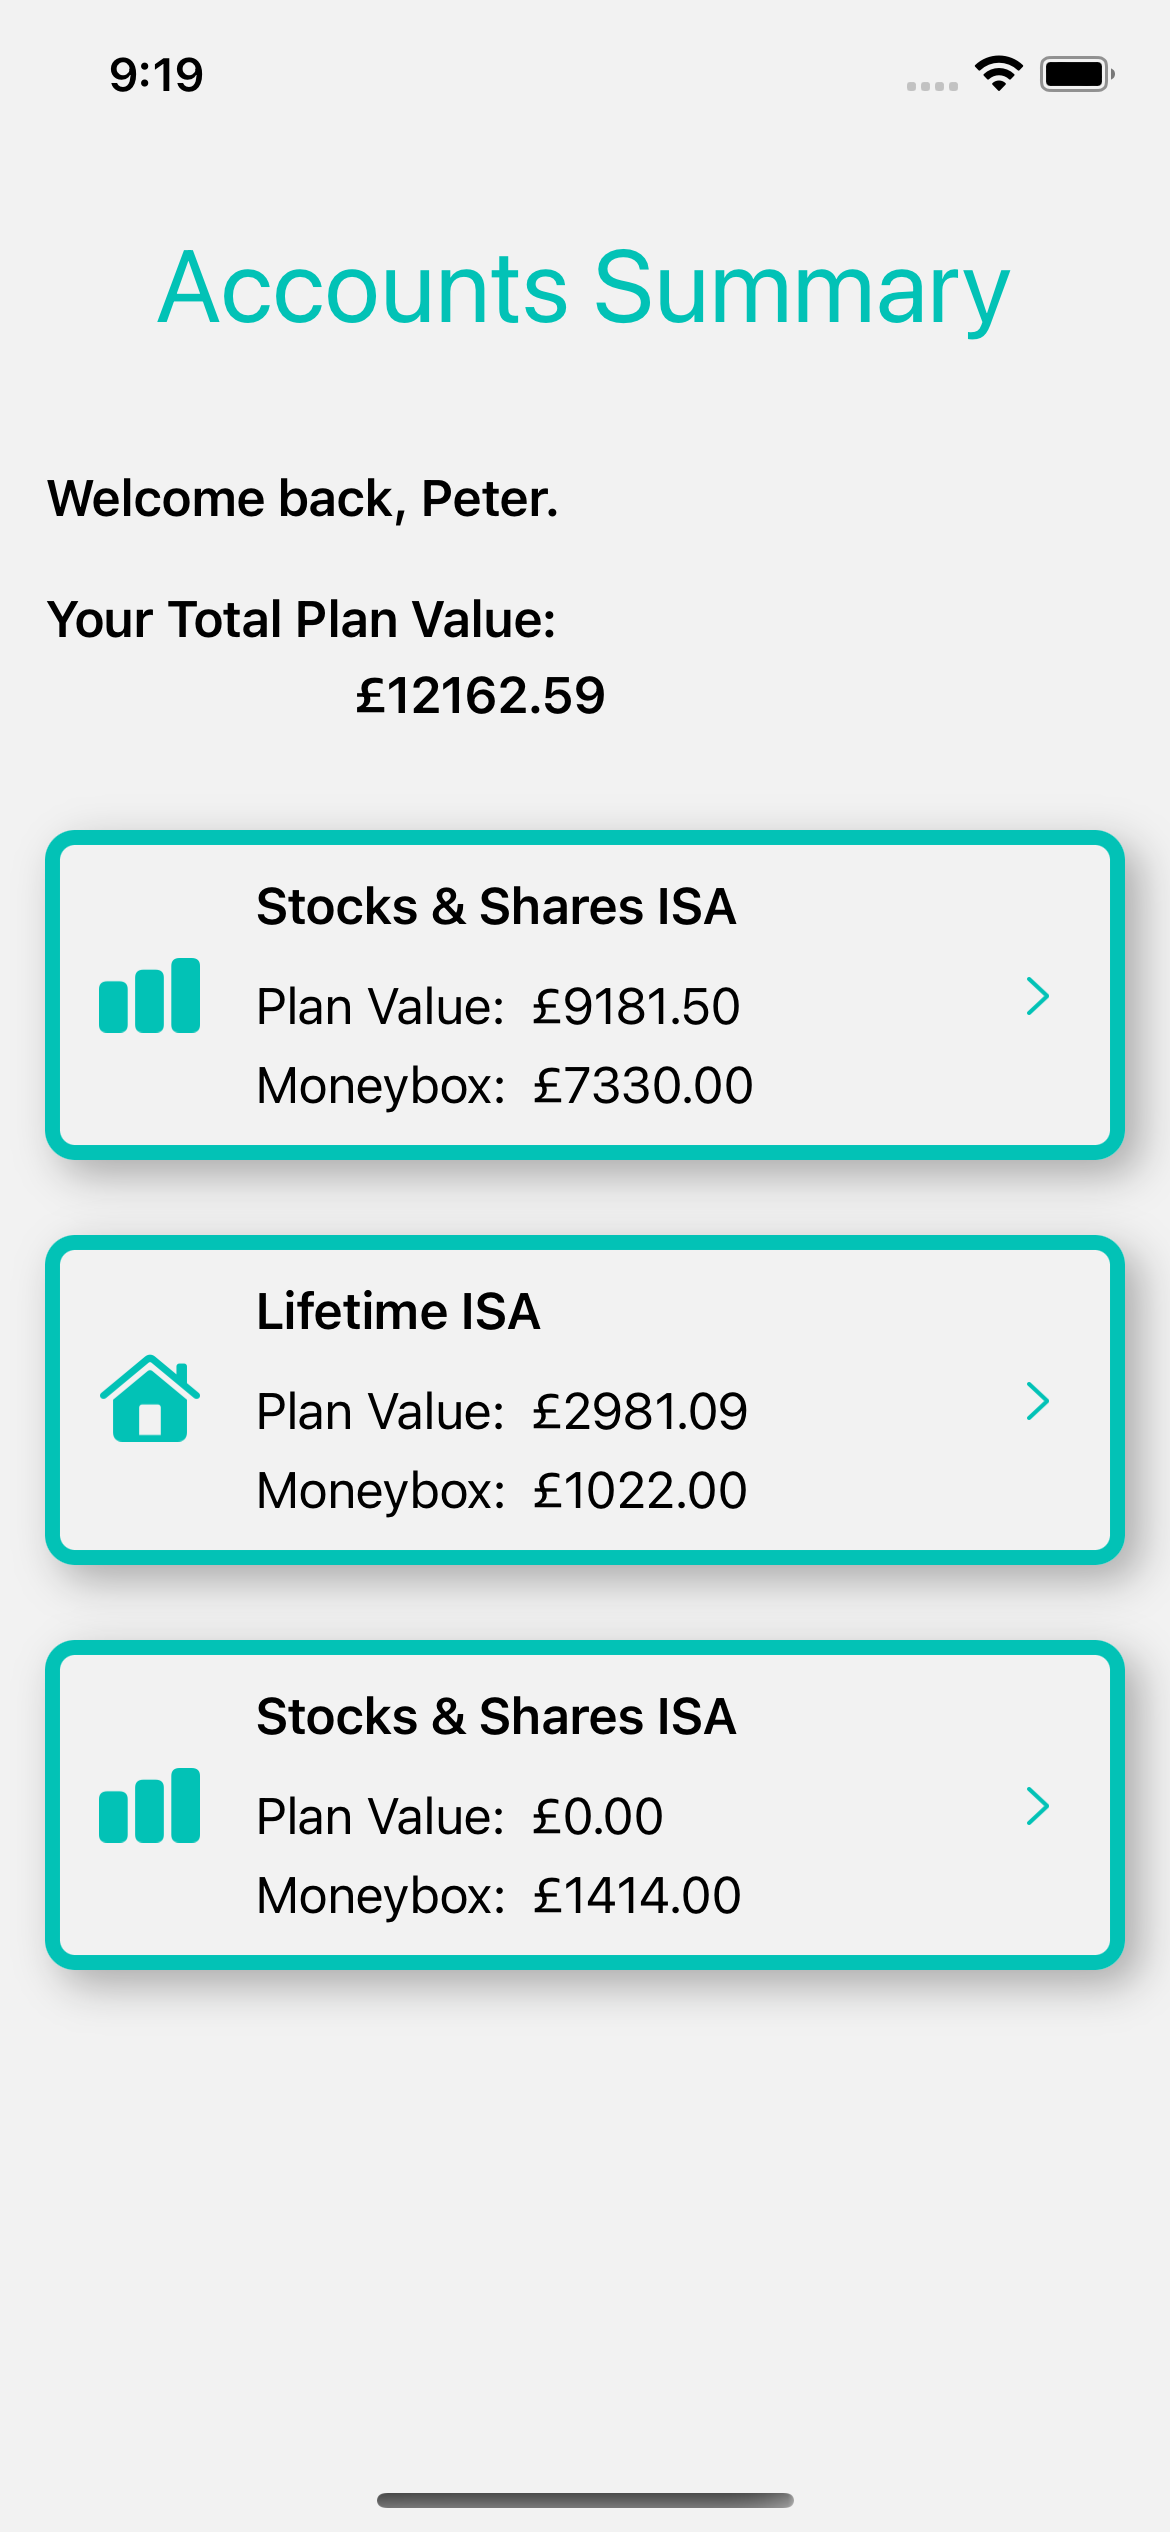 9:19
Accounts Summary
Welcome back, Peter.
Your Total Plan Value:
£12162.59
Stocks & Shares ISA
Plan Value: £9181.50
Moneybox: £7330.00
Lifetime ISA
Plan Value: £2981.09
Moneybox: £1022.00
Stocks & Shares ISA
Plan Value: £0.00
Moneybox: £1414.00